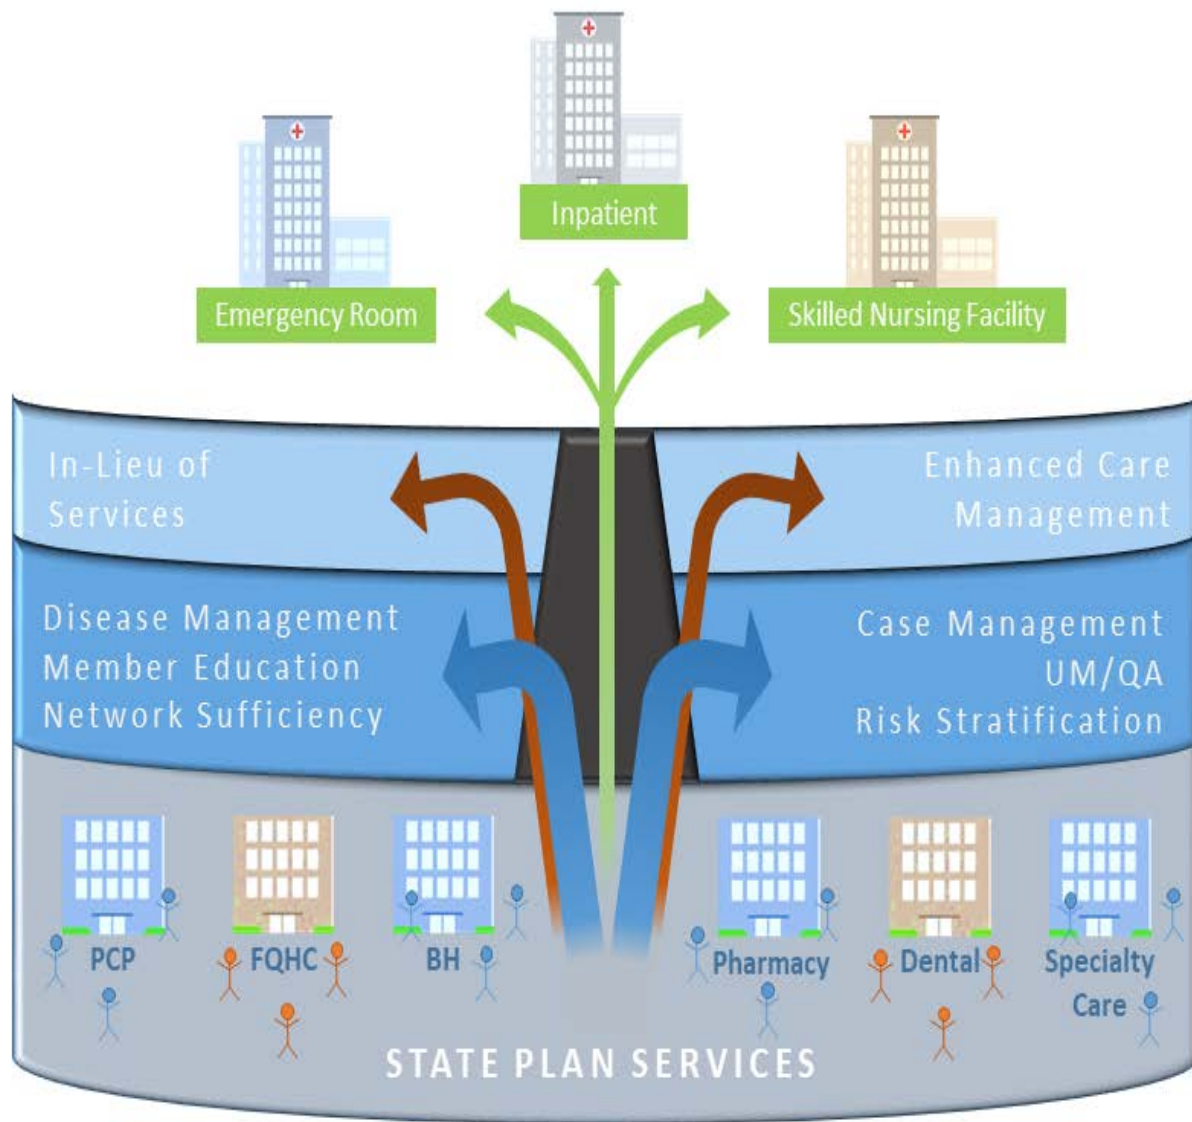 Inpatient
Emergency Room
Skilled Nursing Facility
In-Lieu of
Services
Enhanced Care
Management
Disease Management
Member Education
Network Sufficiency
Case Management
UM/QA
Risk Stratification
PCP
FQHC
BH
Pharmacy
Dental
Specialty
Care
STATE PLAN SERVICES